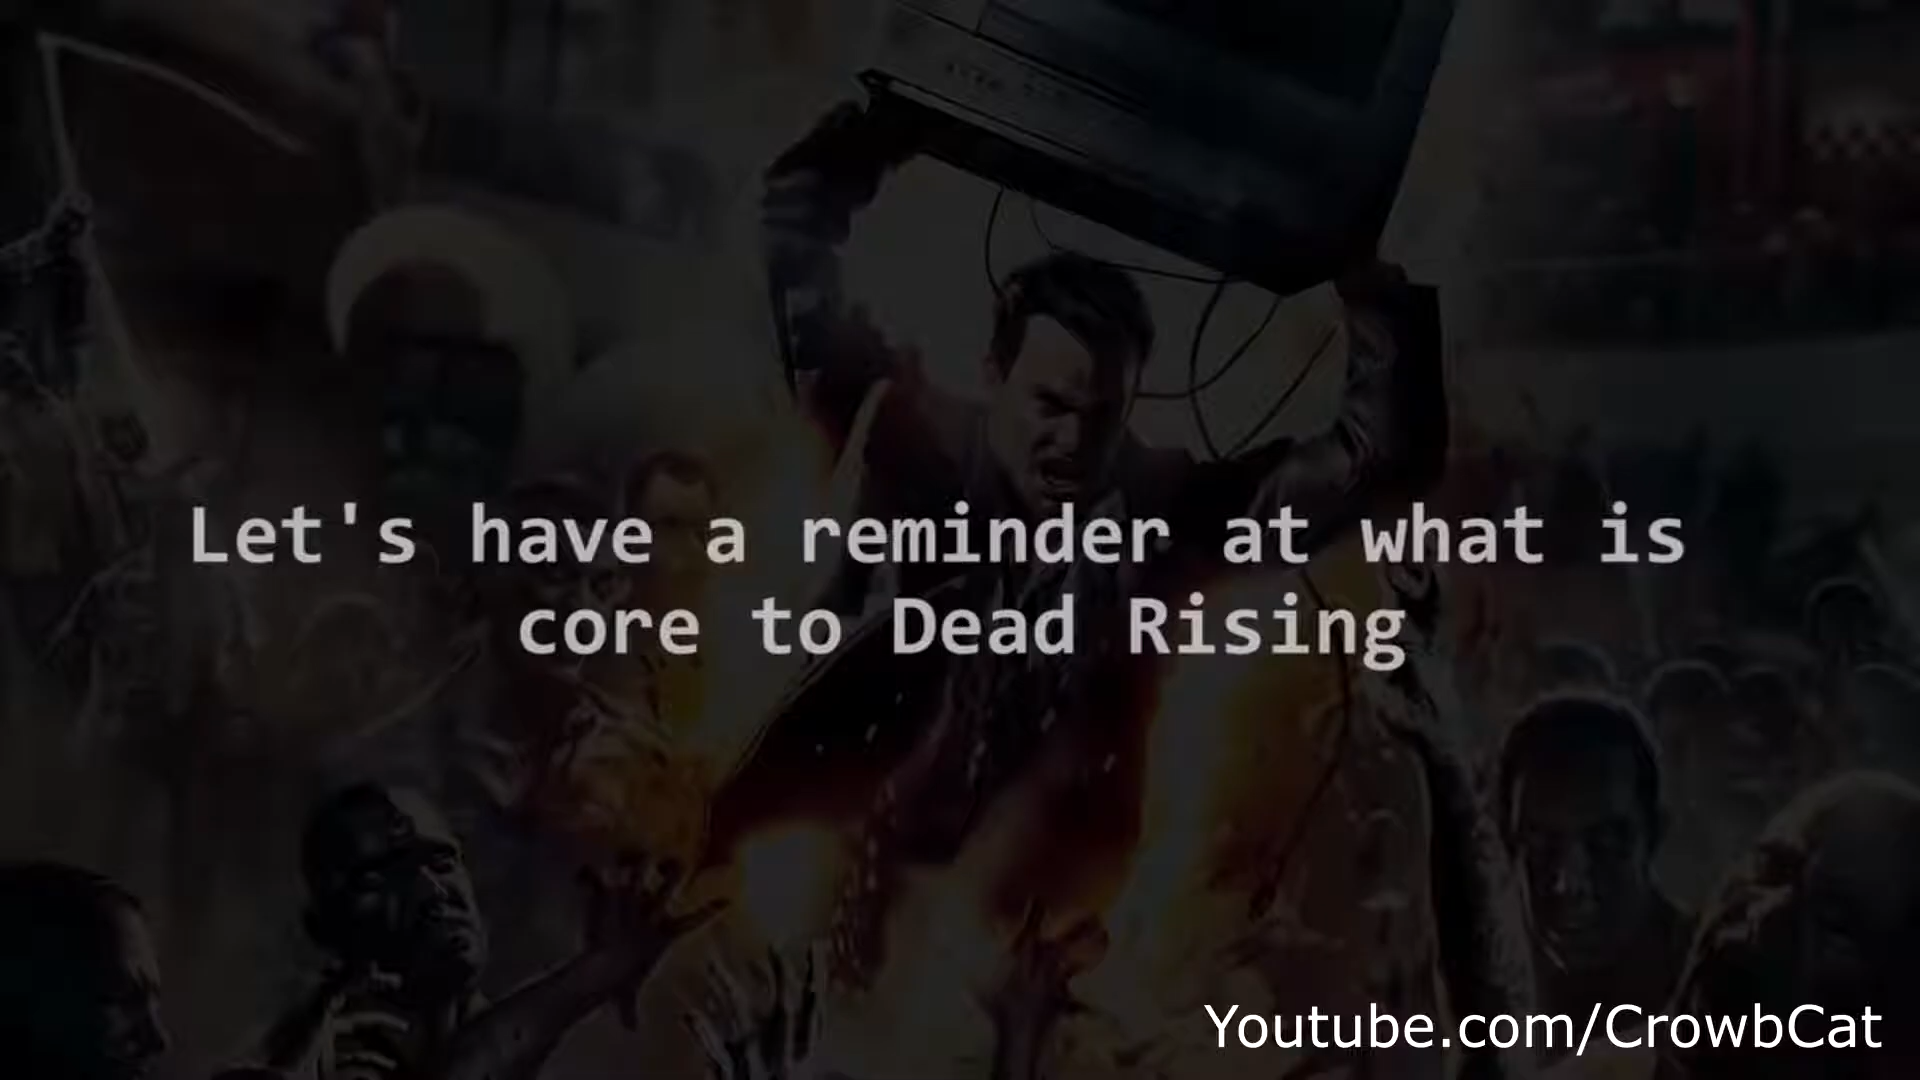 Let's have a reminder at what is
core to Dead Rising
Youtube.com/CrowbCat